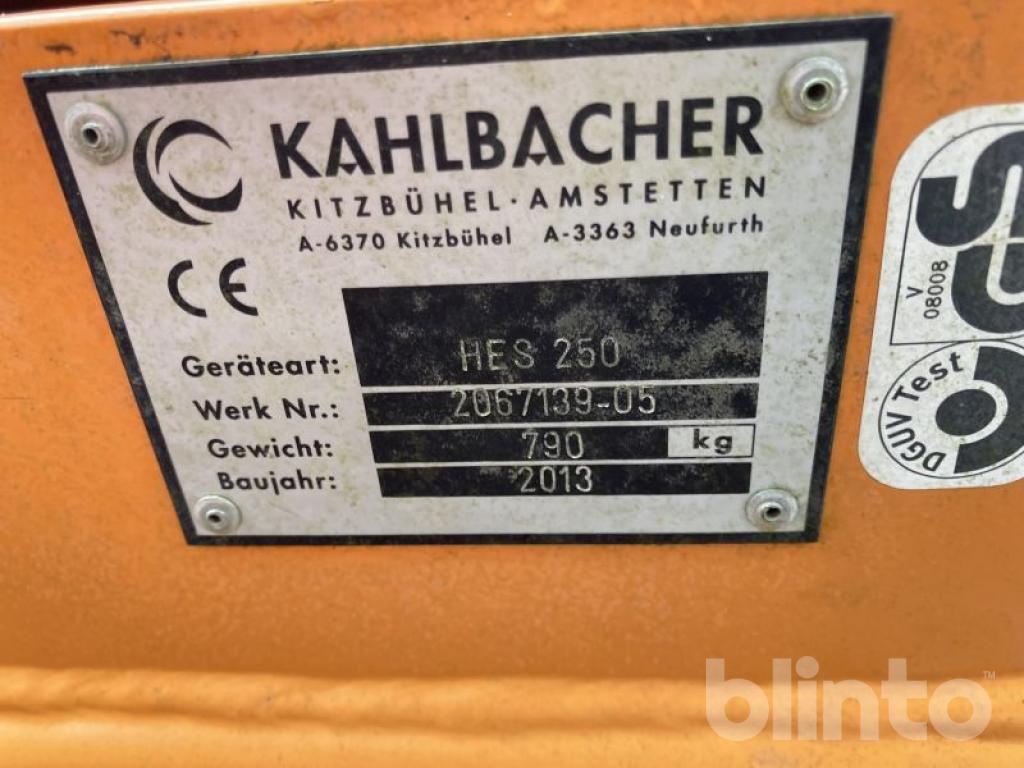 KAHLBACHER
KITZBÜHEL · AMSTETTEN
A-6370 Kitzbühel A-3363 Neufurth
CE
Geräteart: HES 250
Werk Nr.: 2067139-05
Gewicht: 790 kg
Baujahr: 2013
V
08008
DGUV Test
blinto™